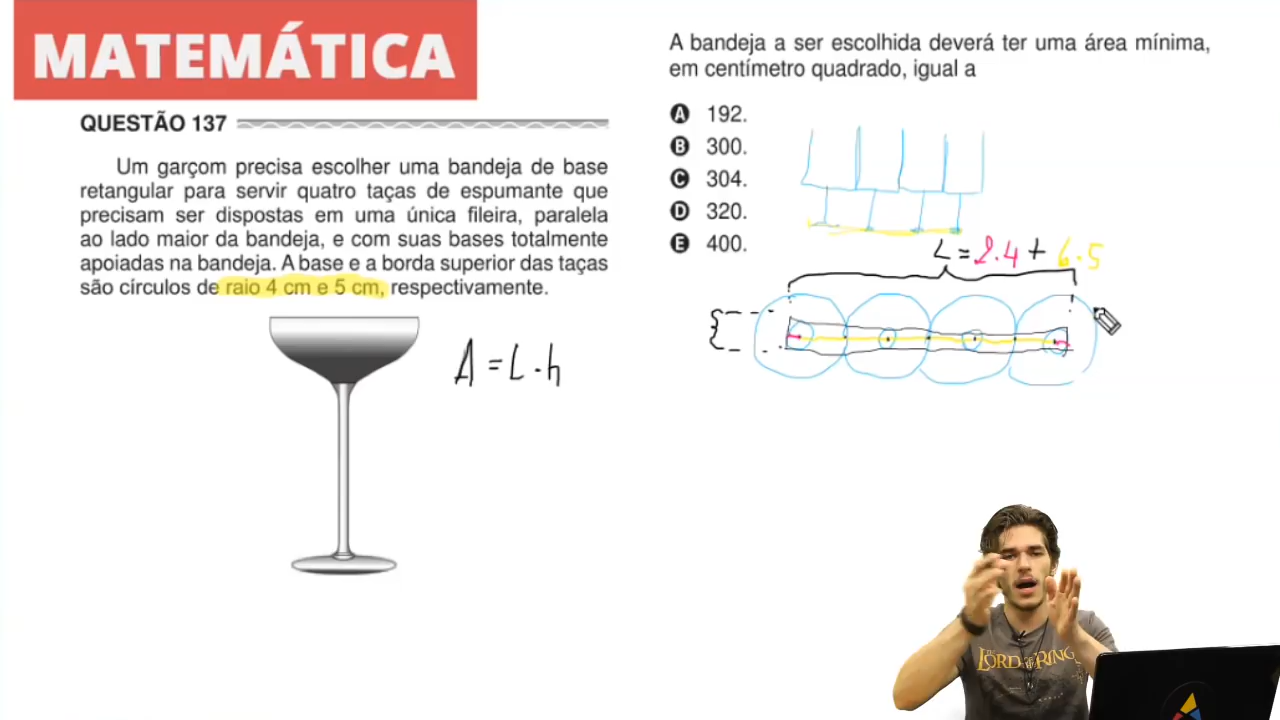 MATEMÁTICA
QUESTÃO 137
Um garçom precisa escolher uma bandeja de base
retangular para servir quatro taças de espumante que
precisam ser dispostas em uma única fileira, paralela
ao lado maior da bandeja, e com suas bases totalmente
apoiadas na bandeja. A base e a borda superior das taças
são círculos de raio 4 cm e 5 cm, respectivamente.
A = L . h
A bandeja a ser escolhida deverá ter uma área mínima,
em centímetro quadrado, igual a
A 192.
B 300.
C 304.
D 320.
E 400.
L = 2.4 + 6.5
THE
LORD OF THE RINGS